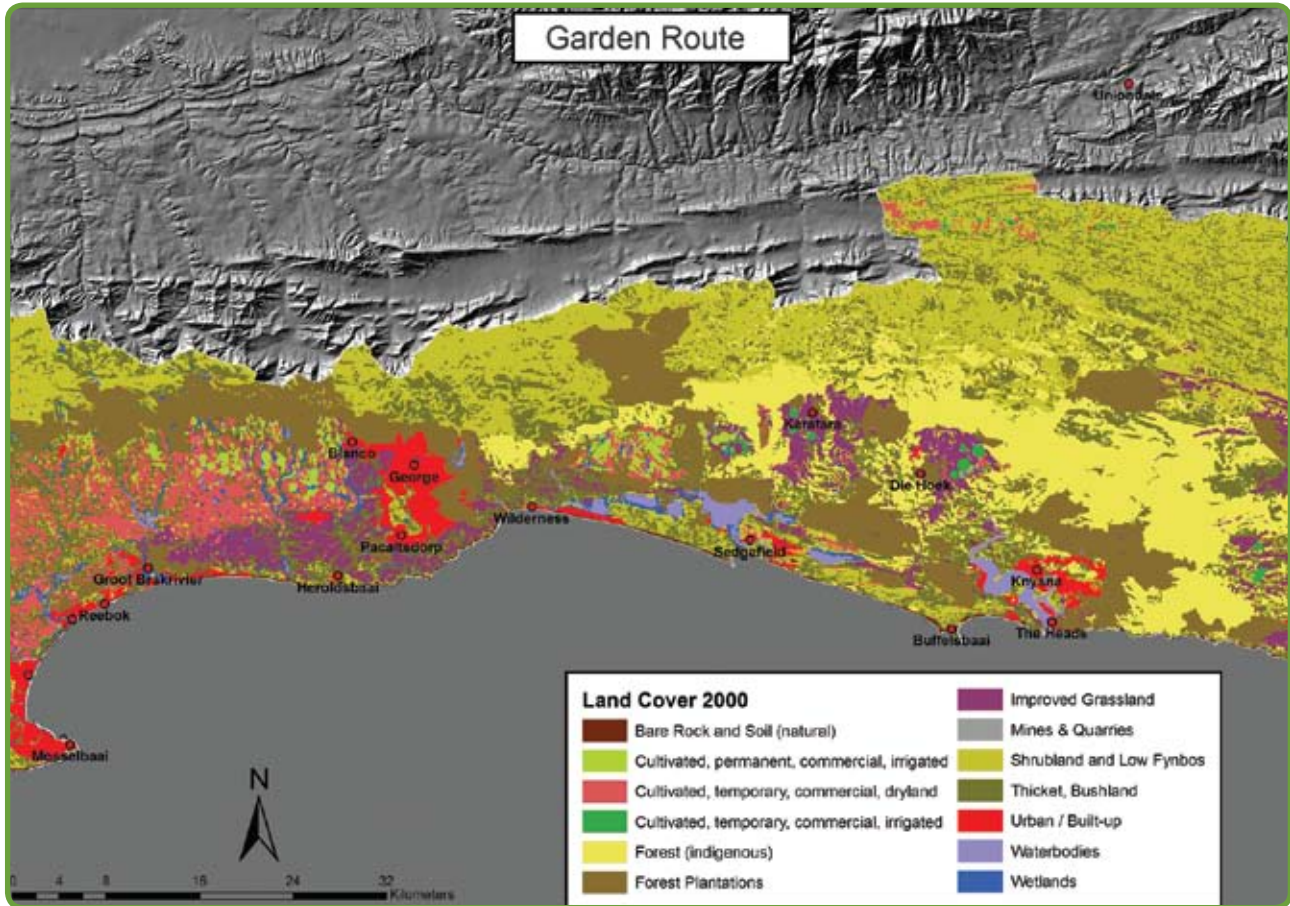 Garden Route
Uniondale
Keratara
Blanco
George
Die Hoek
Wilderness
Pacaltsdorp
Sedgefield
Groot Brakrivier
Heroldsbaai
Knysna
Reebok
Buffelsbaai
The Heads
Mosselbaai
Land Cover 2000
Bare Rock and Soil (natural)
Cultivated, permanent, commercial, irrigated
Cultivated, temporary, commercial, dryland
Cultivated, temporary, commercial, irrigated
Forest (indigenous)
Forest Plantations
Improved Grassland
Mines & Quarries
Shrubland and Low Fynbos
Thicket, Bushland
Urban / Built-up
Waterbodies
Wetlands
N
0 4 8 16 24 32
Kilometers